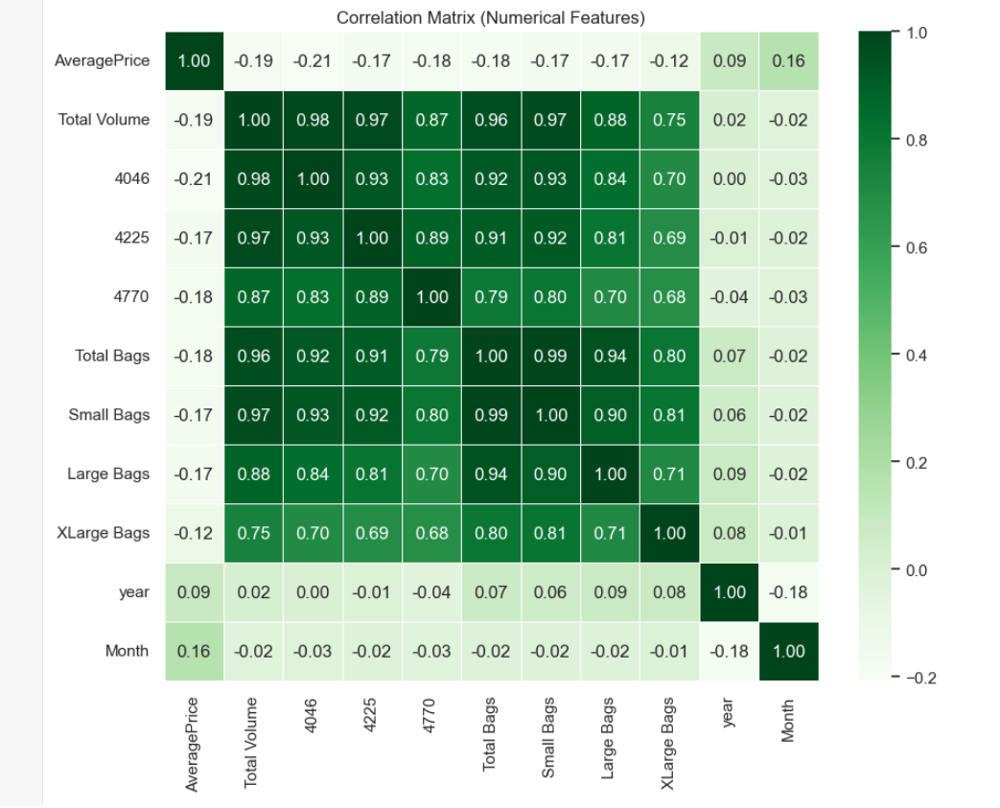 Correlation Matrix (Numerical Features)
AveragePrice 1.00 -0.19 -0.21 -0.17 -0.18 -0.18 -0.17 -0.17 -0.12 0.09 0.16
Total Volume -0.19 1.00 0.98 0.97 0.87 0.96 0.97 0.88 0.75 0.02 -0.02
4046 -0.21 0.98 1.00 0.93 0.83 0.92 0.93 0.84 0.70 0.00 -0.03
4225 -0.17 0.97 0.93 1.00 0.89 0.91 0.92 0.81 0.69 -0.01 -0.02
4770 -0.18 0.87 0.83 0.89 1.00 0.79 0.80 0.70 0.68 -0.04 -0.03
Total Bags -0.18 0.96 0.92 0.91 0.79 1.00 0.99 0.94 0.80 0.07 -0.02
Small Bags -0.17 0.97 0.93 0.92 0.80 0.99 1.00 0.90 0.81 0.06 -0.02
Large Bags -0.17 0.88 0.84 0.81 0.70 0.94 0.90 1.00 0.71 0.09 -0.02
XLarge Bags -0.12 0.75 0.70 0.69 0.68 0.80 0.81 0.71 1.00 0.08 -0.01
year 0.09 0.02 0.00 -0.01 -0.04 0.07 0.06 0.09 0.08 1.00 -0.18
Month 0.16 -0.02 -0.03 -0.02 -0.03 -0.02 -0.02 -0.02 -0.01 -0.18 1.00
AveragePrice
Total Volume
4046
4225
4770
Total Bags
Small Bags
Large Bags
XLarge Bags
year
Month
1.0
0.8
0.6
0.4
0.2
0.0
−0.2